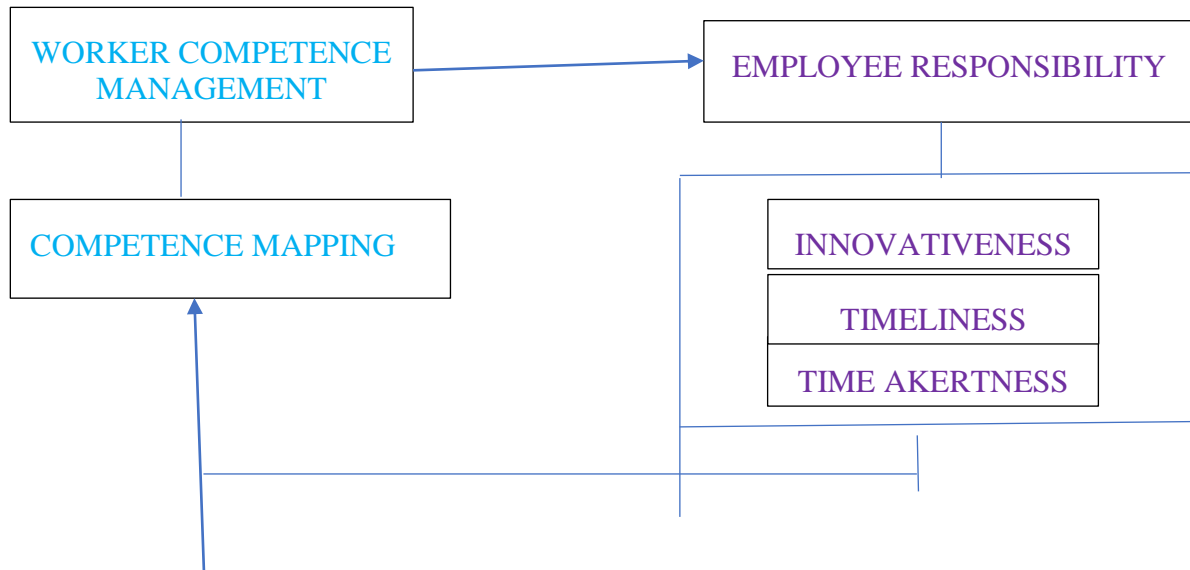 WORKER COMPETENCE
MANAGEMENT
EMPLOYEE RESPONSIBILITY
COMPETENCE MAPPING
INNOVATIVENESS
TIMELINESS
TIME AKERTNESS